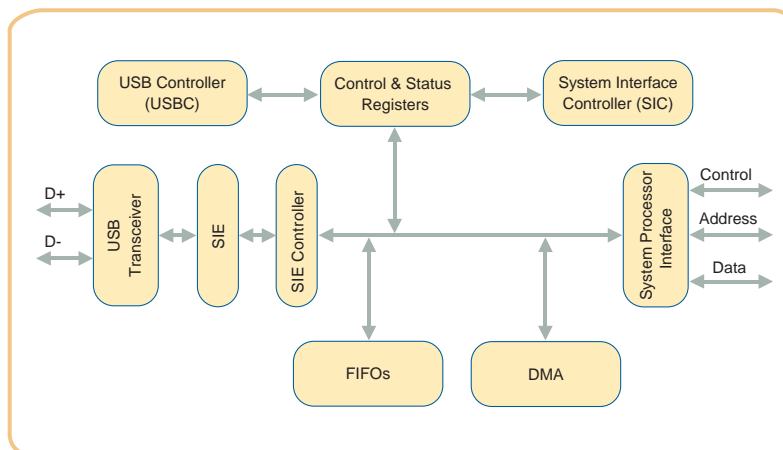 USB Controller
(USBC)
Control & Status
Registers
System Interface
Controller (SIC)
D+
D-
USB
Transceiver
SIE
SIE Controller
System Processor
Interface
Control
Address
Data
FIFOs
DMA